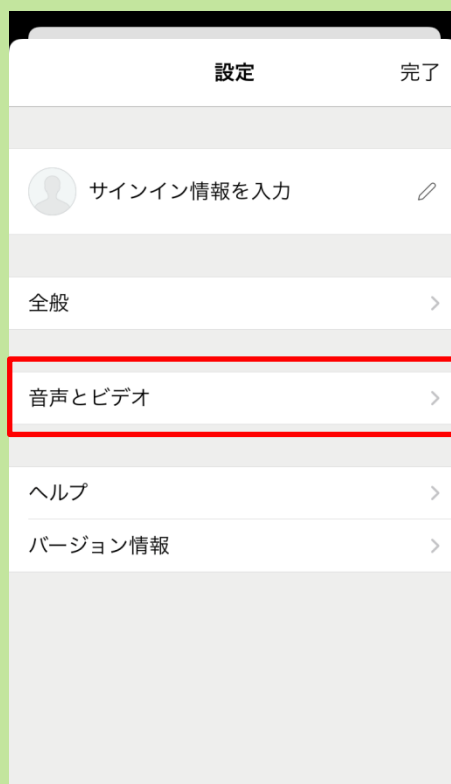 設定 完了
サインイン情報を入力
全般
音声とビデオ
ヘルプ
バージョン情報